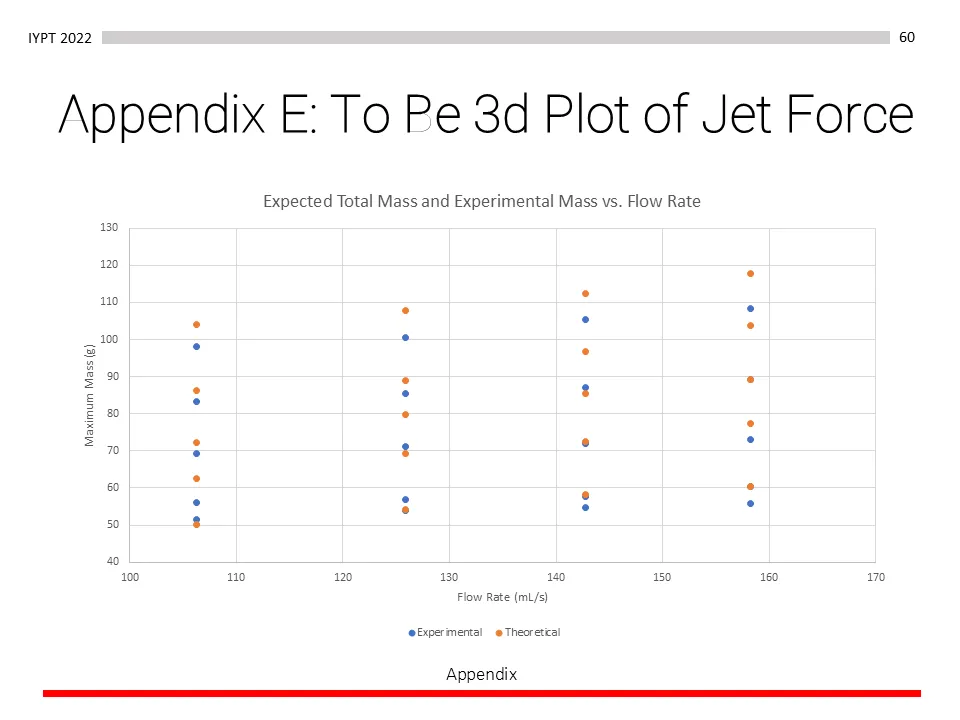 IYPT 2022
60
Appendix E: To Be 3d Plot of Jet Force
Expected Total Mass and Experimental Mass vs. Flow Rate
130
120
110
100
90
80
70
60
50
40
Maximum Mass (g)
100 110 120 130 140 150 160 170
Flow Rate (mL/s)
Experimental Theoretical
Appendix